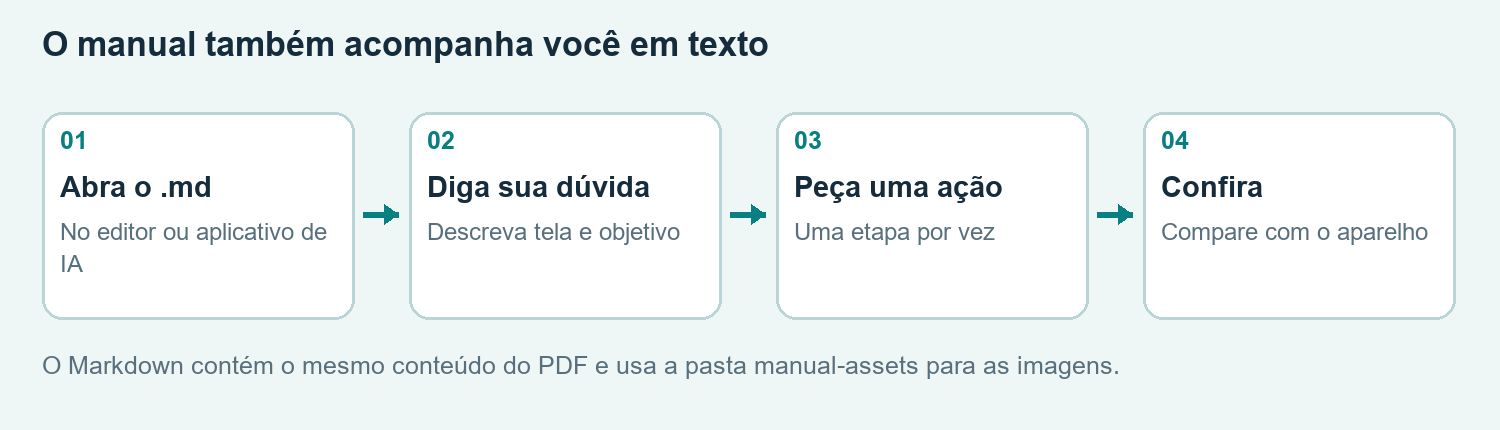 O manual também acompanha você em texto
01
Abra o .md
No editor ou aplicativo de
IA
02
Diga sua dúvida
Descreva tela e objetivo
03
Peça uma ação
Uma etapa por vez
04
Confira
Compare com o aparelho
O Markdown contém o mesmo conteúdo do PDF e usa a pasta manual-assets para as imagens.